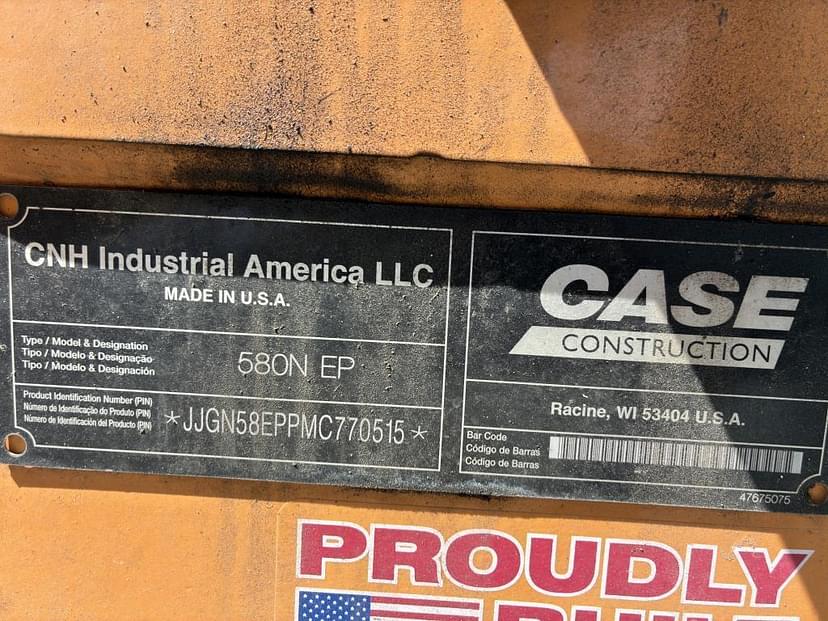 CNH Industrial America LLC
MADE IN U.S.A.
Type / Model & Designation
Tipo / Modelo & Designação
Tipo / Modelo & Designación
580N EP
Product Identification Number (PIN)
Número de Identificação do Produto (PIN)
Número de Identificación del Producto (PIN)
*JJGN58EPPMC770515*
CASE
CONSTRUCTION
Racine, WI 53404 U.S.A.
Bar Code
Código de Barras
Código de Barras
47675075
PROUDLY